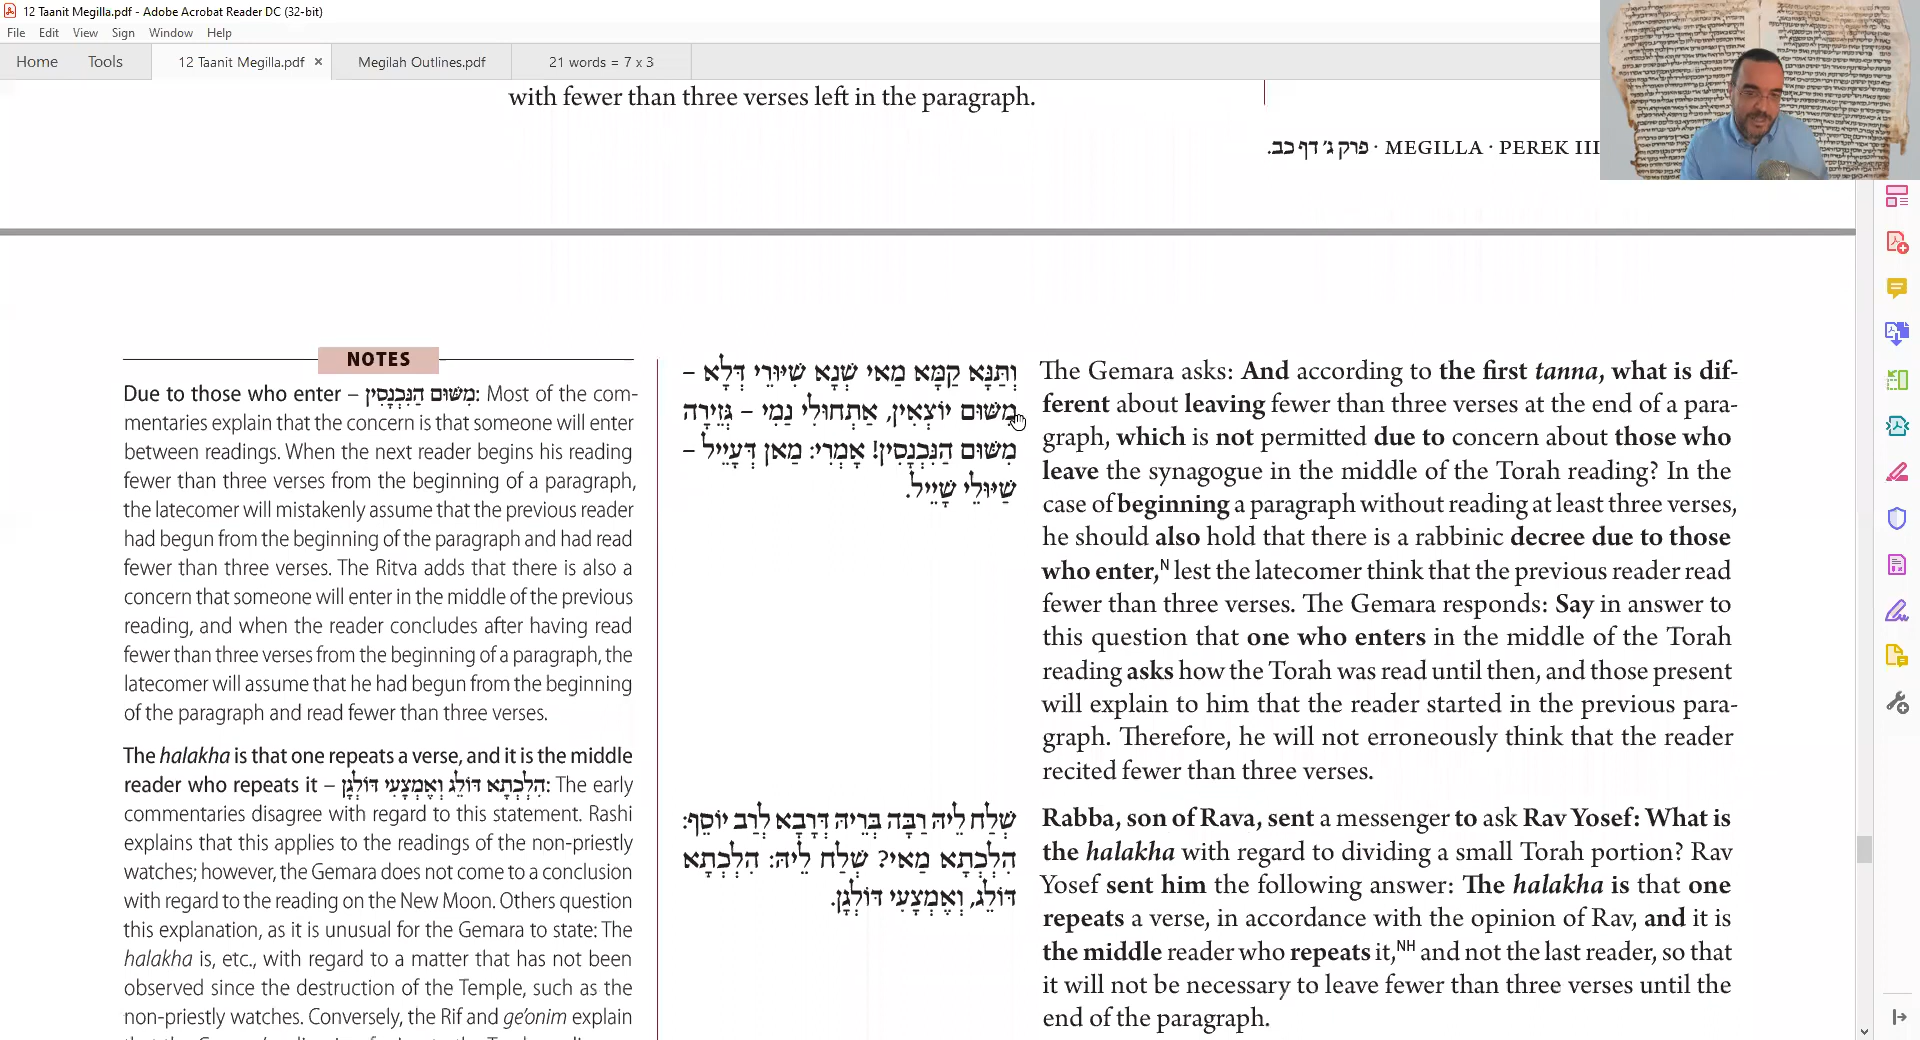 12 Taanit Megilla.pdf - Adobe Acrobat Reader DC (32-bit)
File Edit View Sign Window Help
Home Tools 12 Taanit Megilla.pdf × Megilah Outlines.pdf 21 words = 7 x 3
with fewer than three verses left in the paragraph.
פרק ג׳ דף כב. · MEGILLA · PEREK III
NOTES
Due to those who enter – מִשּׁוּם הַנִּכְנָסִין: Most of the com-
mentaries explain that the concern is that someone will enter
between readings. When the next reader begins his reading
fewer than three verses from the beginning of a paragraph,
the latecomer will mistakenly assume that the previous reader
had begun from the beginning of the paragraph and had read
fewer than three verses. The Ritva adds that there is also a
concern that someone will enter in the middle of the previous
reading, and when the reader concludes after having read
fewer than three verses from the beginning of a paragraph, the
latecomer will assume that he had begun from the beginning
of the paragraph and read fewer than three verses.
The halakha is that one repeats a verse, and it is the middle
reader who repeats it – הִלְכְתָא דּוֹלֵג וְאֶמְצָעִי דּוֹלְגָן: The early
commentaries disagree with regard to this statement. Rashi
explains that this applies to the readings of the non-priestly
watches; however, the Gemara does not come to a conclusion
with regard to the reading on the New Moon. Others question
this explanation, as it is unusual for the Gemara to state: The
halakha is, etc., with regard to a matter that has not been
observed since the destruction of the Temple, such as the
non-priestly watches. Conversely, the Rif and ge'onim explain
וְתַנָּא קַמָּא מַאי שְׁנָא שִׁיּוּרֵי דְּלָא –
מִשּׁוּם יוֹצְאִין, אַתְחוּלֵי נַמִי – גְּזֵירָה
מִשּׁוּם הַנִּכְנָסִין! אָמְרִי: מַאן דְּעָיֵיל –
שַׁיּוּלֵי שָׁיֵיל.
שְׁלַח לֵיהּ רַבָּה בְּרֵיהּ דְּרָבָא לְרַב יוֹסֵף:
הִלְכְתָא מַאי? שְׁלַח לֵיהּ: הִלְכְתָא
דּוֹלֵג, וְאֶמְצָעִי דּוֹלְגָן.
The Gemara asks: And according to the first tanna, what is dif-
ferent about leaving fewer than three verses at the end of a para-
graph, which is not permitted due to concern about those who
leave the synagogue in the middle of the Torah reading? In the
case of beginning a paragraph without reading at least three verses,
he should also hold that there is a rabbinic decree due to those
who enter,N lest the latecomer think that the previous reader read
fewer than three verses. The Gemara responds: Say in answer to
this question that one who enters in the middle of the Torah
reading asks how the Torah was read until then, and those present
will explain to him that the reader started in the previous para-
graph. Therefore, he will not erroneously think that the reader
recited fewer than three verses.
Rabba, son of Rava, sent a messenger to ask Rav Yosef: What is
the halakha with regard to dividing a small Torah portion? Rav
Yosef sent him the following answer: The halakha is that one
repeats a verse, in accordance with the opinion of Rav, and it is
the middle reader who repeats it,NH and not the last reader, so that
it will not be necessary to leave fewer than three verses until the
end of the paragraph.